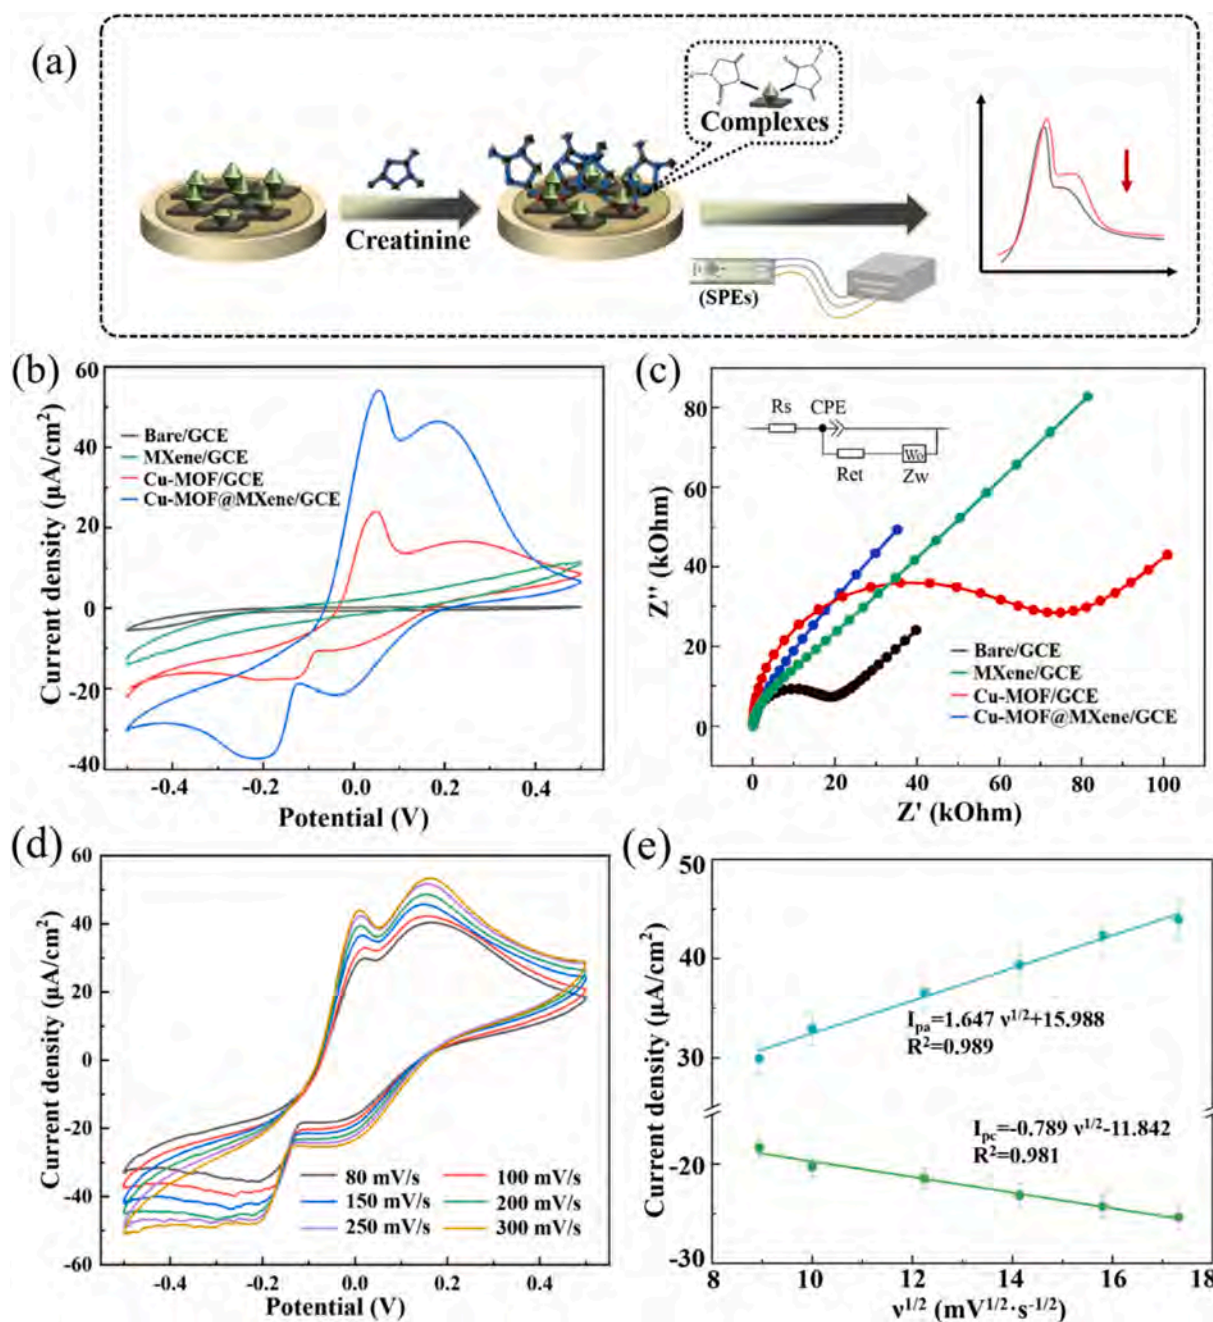 (a)
Complexes
Creatinine
(SPEs)
(b)
60
40
20
0
-20
-40
Current density (μA/cm²)
Bare/GCE
MXene/GCE
Cu-MOF/GCE
Cu-MOF@MXene/GCE
-0.4 -0.2 0.0 0.2 0.4
Potential (V)
(c)
80
60
40
20
0
Z'' (kOhm)
Rs CPE
Ret Wo
Zw
Bare/GCE
MXene/GCE
Cu-MOF/GCE
Cu-MOF@MXene/GCE
0 20 40 60 80 100
Z' (kOhm)
(d)
60
40
20
0
-20
-40
-60
Current density (μA/cm²)
80 mV/s 100 mV/s
150 mV/s 200 mV/s
250 mV/s 300 mV/s
-0.4 -0.2 0.0 0.2 0.4
Potential (V)
(e)
50
40
30
-20
-30
Current density (μA/cm²)
I_pa=1.647 ν^1/2+15.988
R²=0.989
I_pc=-0.789 ν^1/2-11.842
R²=0.981
8 10 12 14 16 18
ν^1/2 (mV^1/2·s^-1/2)